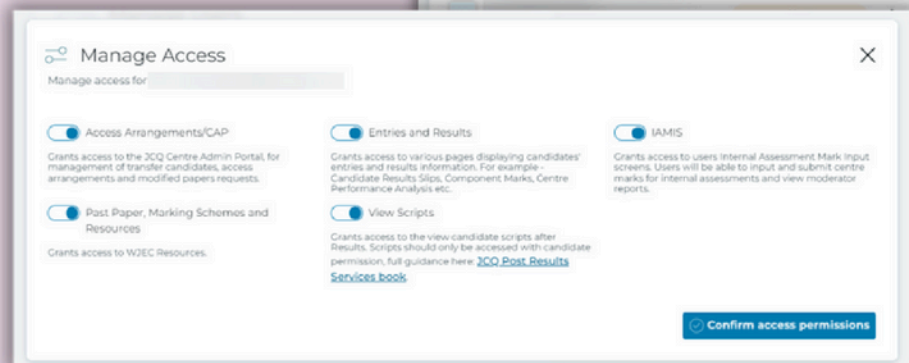 Manage Access
Manage access for
Access Arrangements/CAP
Grants access to the JCQ Centre Admin Portal, for
management of transfer candidates, access
arrangements and modified papers requests.
Entries and Results
Grants access to various pages displaying candidates'
entries and results information. For example -
Candidate Results Slips, Component Marks, Centre
Performance Analysis etc.
IAMIS
Grants access to users Internal Assessment Mark Input
screens. Users will be able to input and submit centre
marks for internal assessments and view moderator
reports.
Past Paper, Marking Schemes and
Resources
Grants access to WJEC Resources.
View Scripts
Grants access to the view candidate scripts after
Results. Scripts should only be accessed with candidate
permission, full guidance here: JCQ Post Results
Services book.
Confirm access permissions